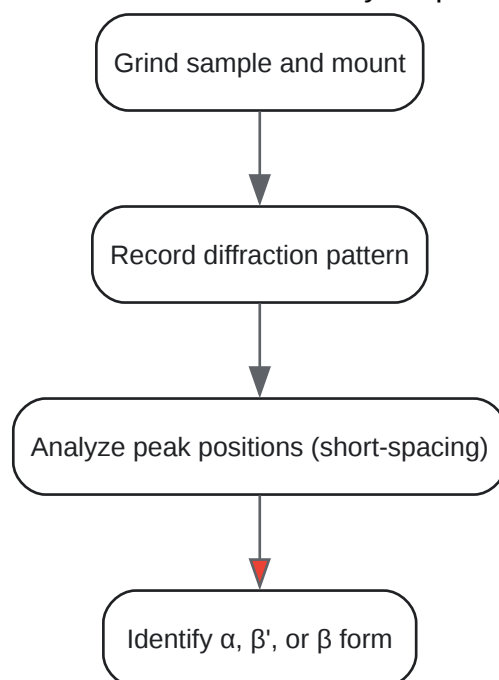 Grind sample and mount
Record diffraction pattern
Analyze peak positions (short-spacing)
Identify α, β', or β form